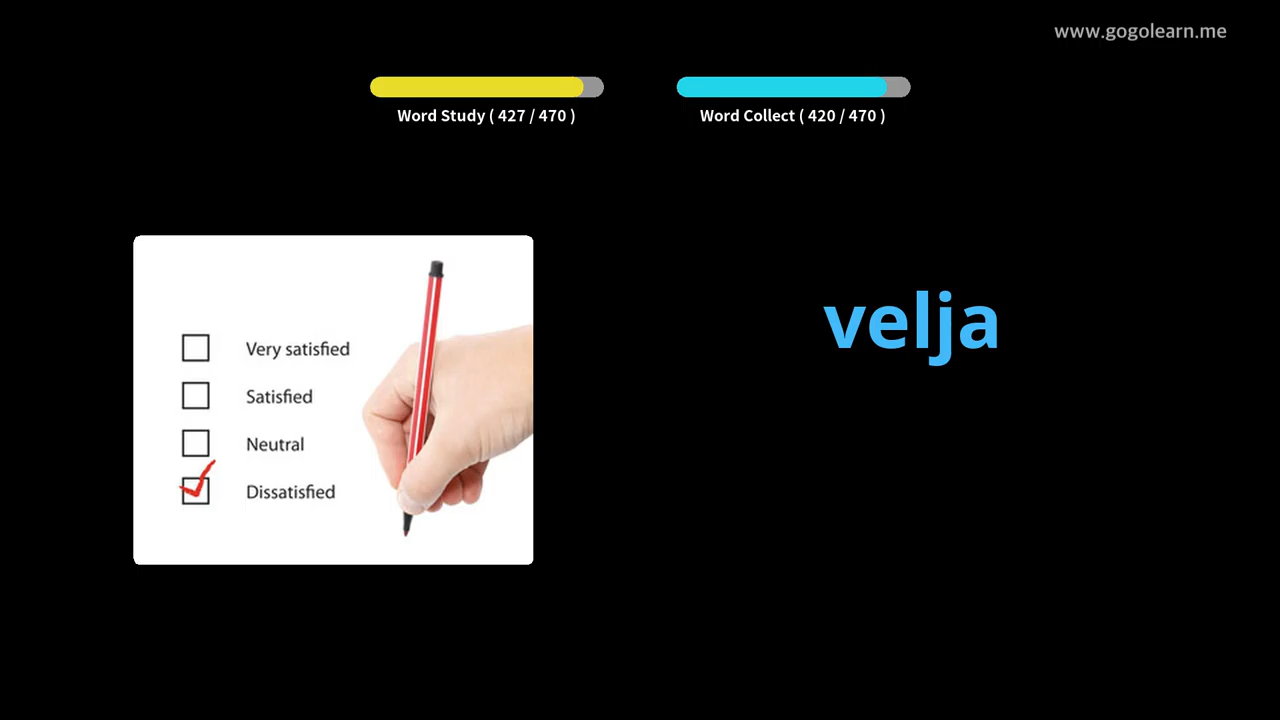 www.gogolearn.me
Word Study ( 427 / 470 )
Word Collect ( 420 / 470 )
Very satisfied
Satisfied
Neutral
Dissatisfied
velja